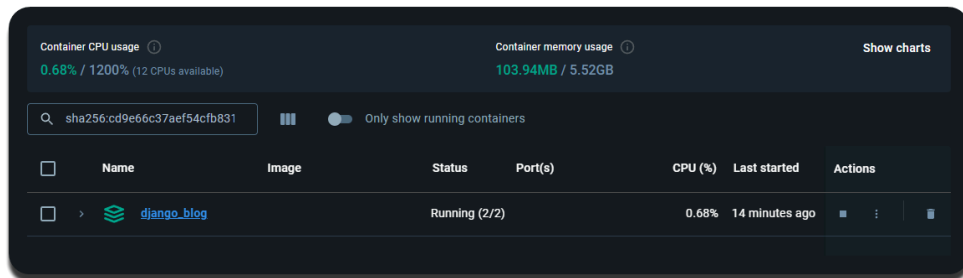 Container CPU usage
Container memory usage
Show charts
0.68% / 1200% (12 CPUs available)
103.94MB / 5.52GB
sha256:cd9e66c37aef54cfb831
Only show running containers
Name Image Status Port(s) CPU (%) Last started Actions
django_blog Running (2/2) 0.68% 14 minutes ago